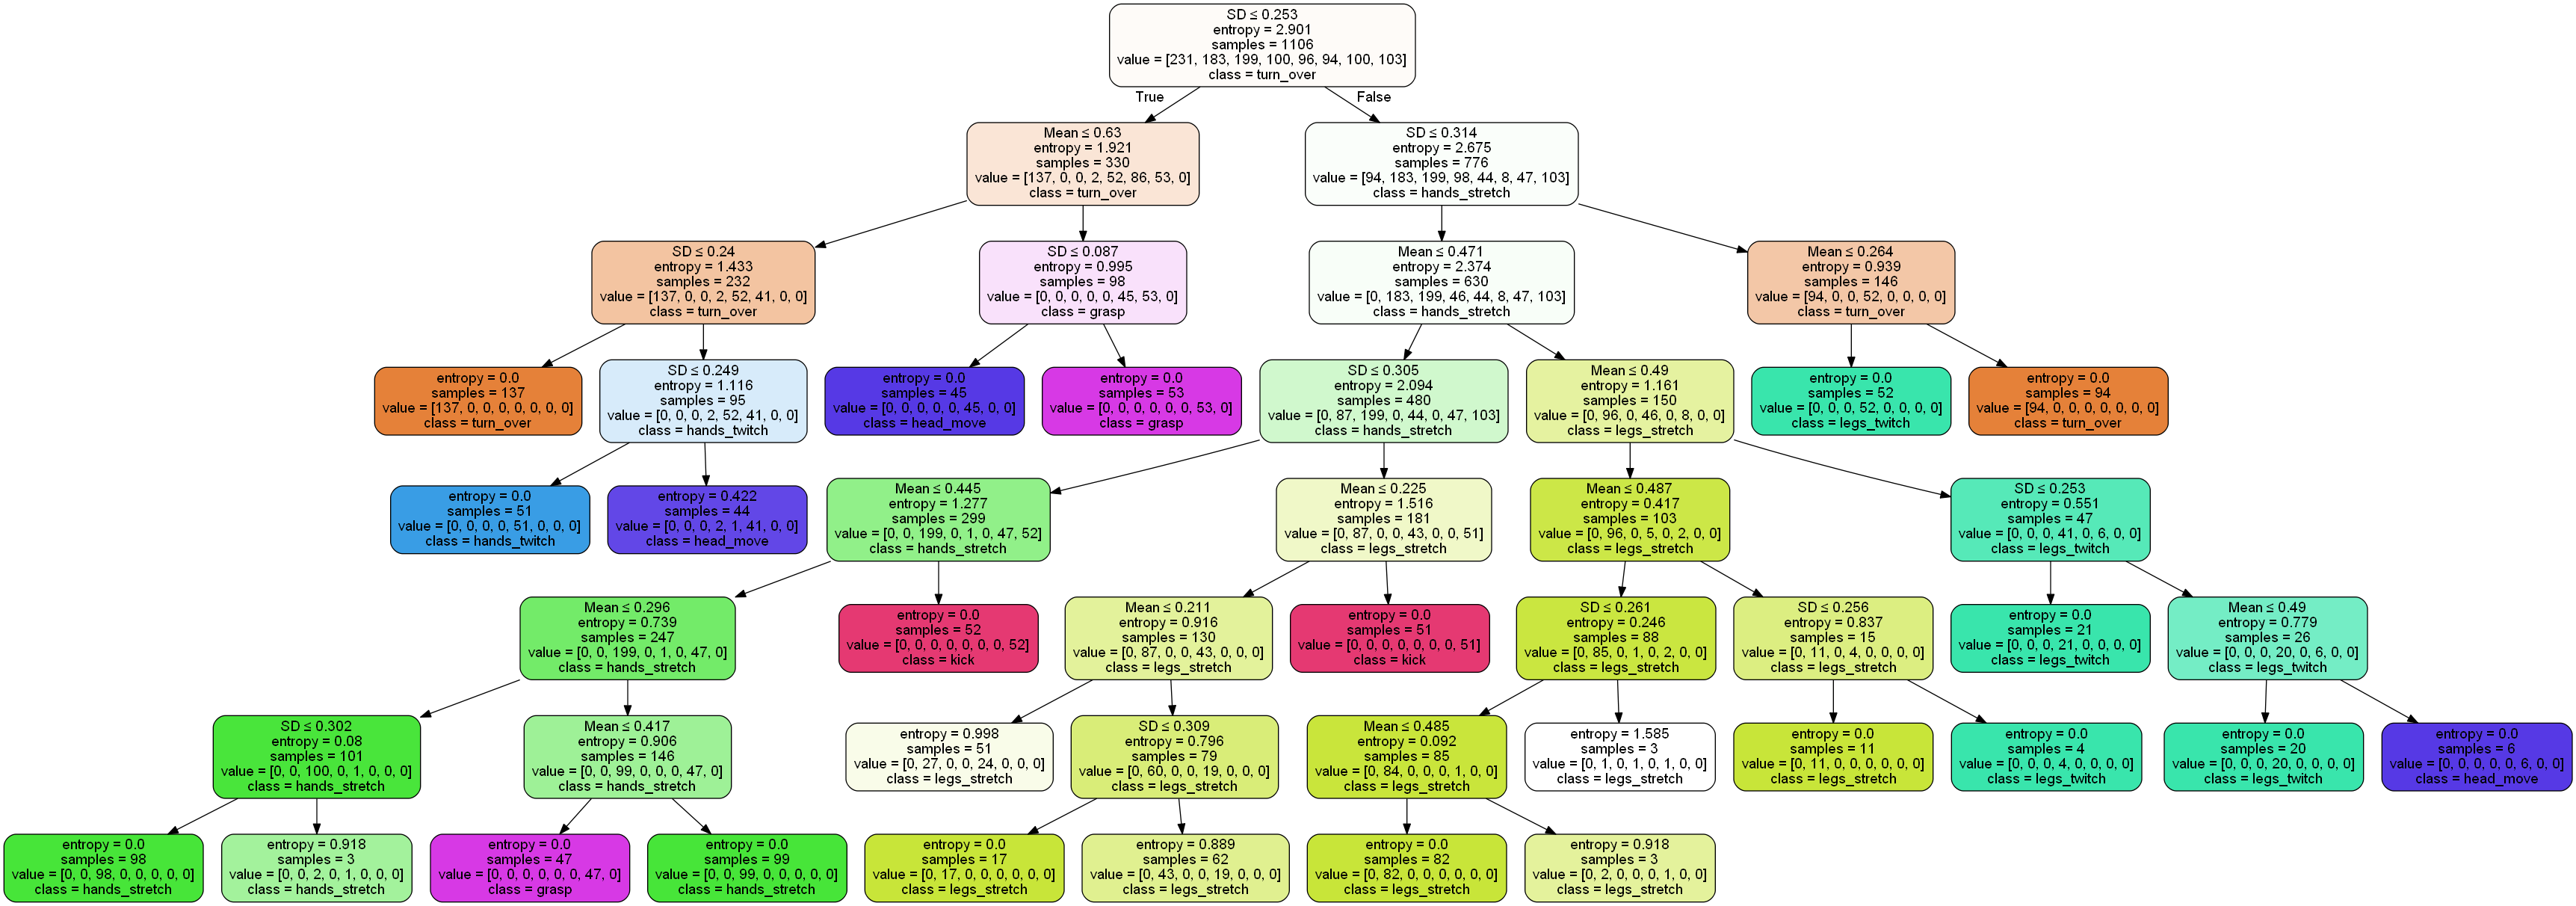 SD ≤ 0.253
entropy = 2.901
samples = 1106
value = [231, 183, 199, 100, 96, 94, 100, 103]
class = turn_over
True
False
Mean ≤ 0.63
entropy = 1.921
samples = 330
value = [137, 0, 0, 2, 52, 86, 53, 0]
class = turn_over
SD ≤ 0.314
entropy = 2.675
samples = 776
value = [94, 183, 199, 98, 44, 8, 47, 103]
class = hands_stretch
SD ≤ 0.24
entropy = 1.433
samples = 232
value = [137, 0, 0, 2, 52, 41, 0, 0]
class = turn_over
SD ≤ 0.087
entropy = 0.995
samples = 98
value = [0, 0, 0, 0, 0, 45, 53, 0]
class = grasp
Mean ≤ 0.471
entropy = 2.374
samples = 630
value = [0, 183, 199, 46, 44, 8, 47, 103]
class = hands_stretch
Mean ≤ 0.264
entropy = 0.939
samples = 146
value = [94, 0, 0, 52, 0, 0, 0, 0]
class = turn_over
entropy = 0.0
samples = 137
value = [137, 0, 0, 0, 0, 0, 0, 0]
class = turn_over
SD ≤ 0.249
entropy = 1.116
samples = 95
value = [0, 0, 0, 2, 52, 41, 0, 0]
class = hands_twitch
entropy = 0.0
samples = 45
value = [0, 0, 0, 0, 0, 45, 0, 0]
class = head_move
entropy = 0.0
samples = 53
value = [0, 0, 0, 0, 0, 0, 53, 0]
class = grasp
SD ≤ 0.305
entropy = 2.094
samples = 480
value = [0, 87, 199, 0, 44, 0, 47, 103]
class = hands_stretch
Mean ≤ 0.49
entropy = 1.161
samples = 150
value = [0, 96, 0, 46, 0, 8, 0, 0]
class = legs_stretch
entropy = 0.0
samples = 52
value = [0, 0, 0, 52, 0, 0, 0, 0]
class = legs_twitch
entropy = 0.0
samples = 94
value = [94, 0, 0, 0, 0, 0, 0, 0]
class = turn_over
entropy = 0.0
samples = 51
value = [0, 0, 0, 0, 51, 0, 0, 0]
class = hands_twitch
entropy = 0.422
samples = 44
value = [0, 0, 0, 2, 1, 41, 0, 0]
class = head_move
Mean ≤ 0.445
entropy = 1.277
samples = 299
value = [0, 0, 199, 0, 1, 0, 47, 52]
class = hands_stretch
Mean ≤ 0.225
entropy = 1.516
samples = 181
value = [0, 87, 0, 0, 43, 0, 0, 51]
class = legs_stretch
Mean ≤ 0.487
entropy = 0.417
samples = 103
value = [0, 96, 0, 5, 0, 2, 0, 0]
class = legs_stretch
SD ≤ 0.253
entropy = 0.551
samples = 47
value = [0, 0, 0, 41, 0, 6, 0, 0]
class = legs_twitch
Mean ≤ 0.296
entropy = 0.739
samples = 247
value = [0, 0, 199, 0, 1, 0, 47, 0]
class = hands_stretch
entropy = 0.0
samples = 52
value = [0, 0, 0, 0, 0, 0, 0, 52]
class = kick
Mean ≤ 0.211
entropy = 0.916
samples = 130
value = [0, 87, 0, 0, 43, 0, 0, 0]
class = legs_stretch
entropy = 0.0
samples = 51
value = [0, 0, 0, 0, 0, 0, 0, 51]
class = kick
SD ≤ 0.261
entropy = 0.246
samples = 88
value = [0, 85, 0, 1, 0, 2, 0, 0]
class = legs_stretch
SD ≤ 0.256
entropy = 0.837
samples = 15
value = [0, 11, 0, 4, 0, 0, 0, 0]
class = legs_stretch
entropy = 0.0
samples = 21
value = [0, 0, 0, 21, 0, 0, 0, 0]
class = legs_twitch
Mean ≤ 0.49
entropy = 0.779
samples = 26
value = [0, 0, 0, 20, 0, 6, 0, 0]
class = legs_twitch
SD ≤ 0.302
entropy = 0.08
samples = 101
value = [0, 0, 100, 0, 1, 0, 0, 0]
class = hands_stretch
Mean ≤ 0.417
entropy = 0.906
samples = 146
value = [0, 0, 99, 0, 0, 0, 47, 0]
class = hands_stretch
entropy = 0.998
samples = 51
value = [0, 27, 0, 0, 24, 0, 0, 0]
class = legs_stretch
SD ≤ 0.309
entropy = 0.796
samples = 79
value = [0, 60, 0, 0, 19, 0, 0, 0]
class = legs_stretch
Mean ≤ 0.485
entropy = 0.092
samples = 85
value = [0, 84, 0, 0, 0, 1, 0, 0]
class = legs_stretch
entropy = 1.585
samples = 3
value = [0, 1, 0, 1, 0, 1, 0, 0]
class = legs_stretch
entropy = 0.0
samples = 11
value = [0, 11, 0, 0, 0, 0, 0, 0]
class = legs_stretch
entropy = 0.0
samples = 4
value = [0, 0, 0, 4, 0, 0, 0, 0]
class = legs_twitch
entropy = 0.0
samples = 20
value = [0, 0, 0, 20, 0, 0, 0, 0]
class = legs_twitch
entropy = 0.0
samples = 6
value = [0, 0, 0, 0, 0, 6, 0, 0]
class = head_move
entropy = 0.0
samples = 98
value = [0, 0, 98, 0, 0, 0, 0, 0]
class = hands_stretch
entropy = 0.918
samples = 3
value = [0, 0, 2, 0, 1, 0, 0, 0]
class = hands_stretch
entropy = 0.0
samples = 47
value = [0, 0, 0, 0, 0, 0, 47, 0]
class = grasp
entropy = 0.0
samples = 99
value = [0, 0, 99, 0, 0, 0, 0, 0]
class = hands_stretch
entropy = 0.0
samples = 17
value = [0, 17, 0, 0, 0, 0, 0, 0]
class = legs_stretch
entropy = 0.889
samples = 62
value = [0, 43, 0, 0, 19, 0, 0, 0]
class = legs_stretch
entropy = 0.0
samples = 82
value = [0, 82, 0, 0, 0, 0, 0, 0]
class = legs_stretch
entropy = 0.918
samples = 3
value = [0, 2, 0, 0, 0, 1, 0, 0]
class = legs_stretch